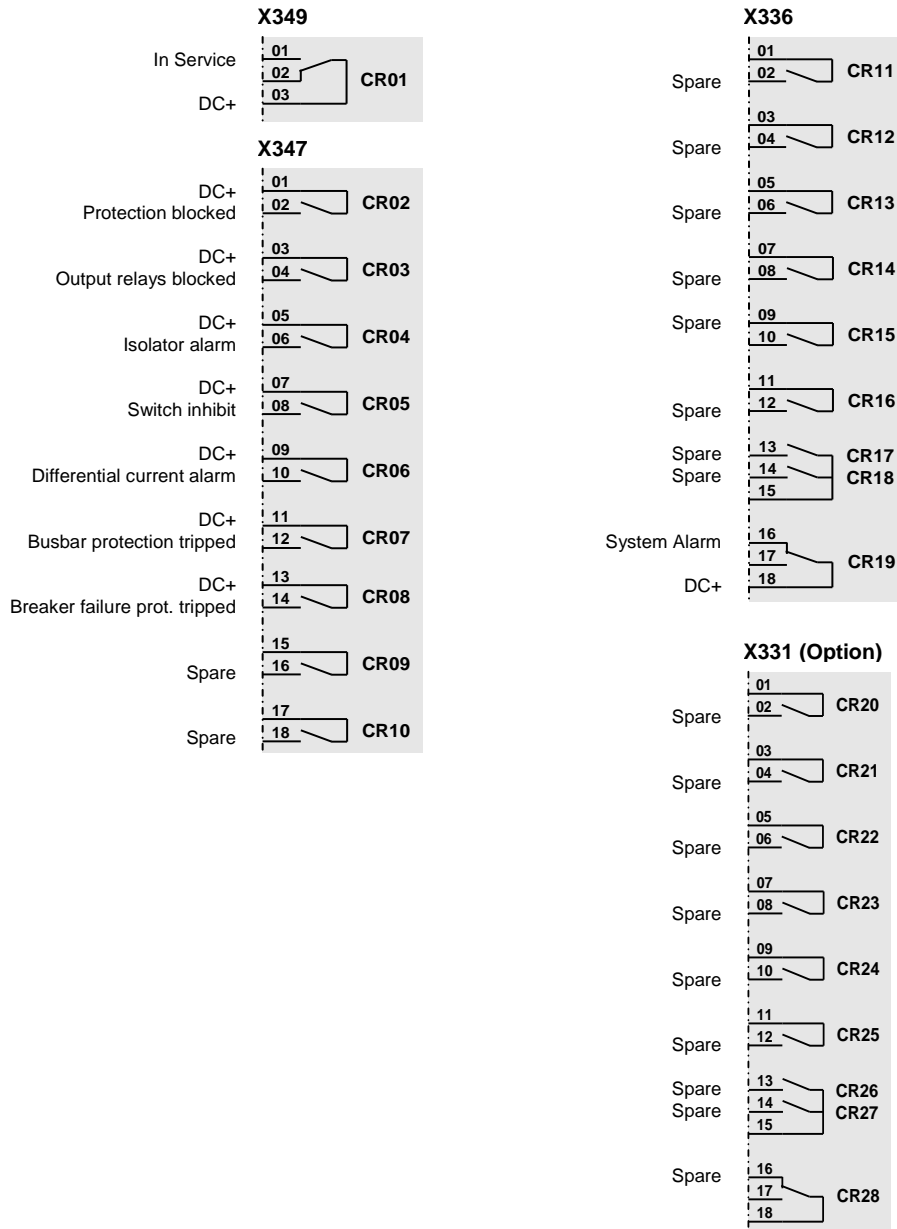 X349
In Service
01
02
CR01
DC+
03
X347
DC+
01
Protection blocked
02
CR02
DC+
03
Output relays blocked
04
CR03
DC+
05
Isolator alarm
06
CR04
DC+
07
Switch inhibit
08
CR05
DC+
09
Differential current alarm
10
CR06
DC+
11
Busbar protection tripped
12
CR07
DC+
13
Breaker failure prot. tripped
14
CR08
15
Spare
16
CR09
17
Spare
18
CR10
X336
01
Spare
02
CR11
03
Spare
04
CR12
05
Spare
06
CR13
07
Spare
08
CR14
Spare
09
10
CR15
11
Spare
12
CR16
Spare
13
CR17
Spare
14
CR18
15
System Alarm
16
17
CR19
DC+
18
X331 (Option)
01
Spare
02
CR20
03
Spare
04
CR21
05
Spare
06
CR22
07
Spare
08
CR23
09
Spare
10
CR24
11
Spare
12
CR25
Spare
13
CR26
Spare
14
CR27
15
Spare
16
17
CR28
18